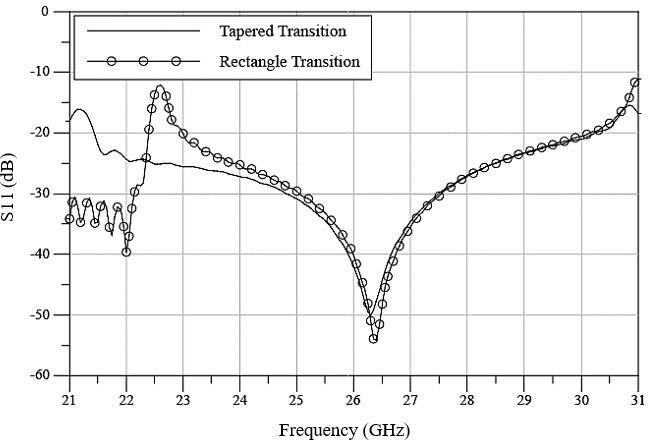 Tapered Transition
Rectangle Transition
0
-10
-20
-30
-40
-50
-60
S11 (dB)
21 22 23 24 25 26 27 28 29 30 31
Frequency (GHz)